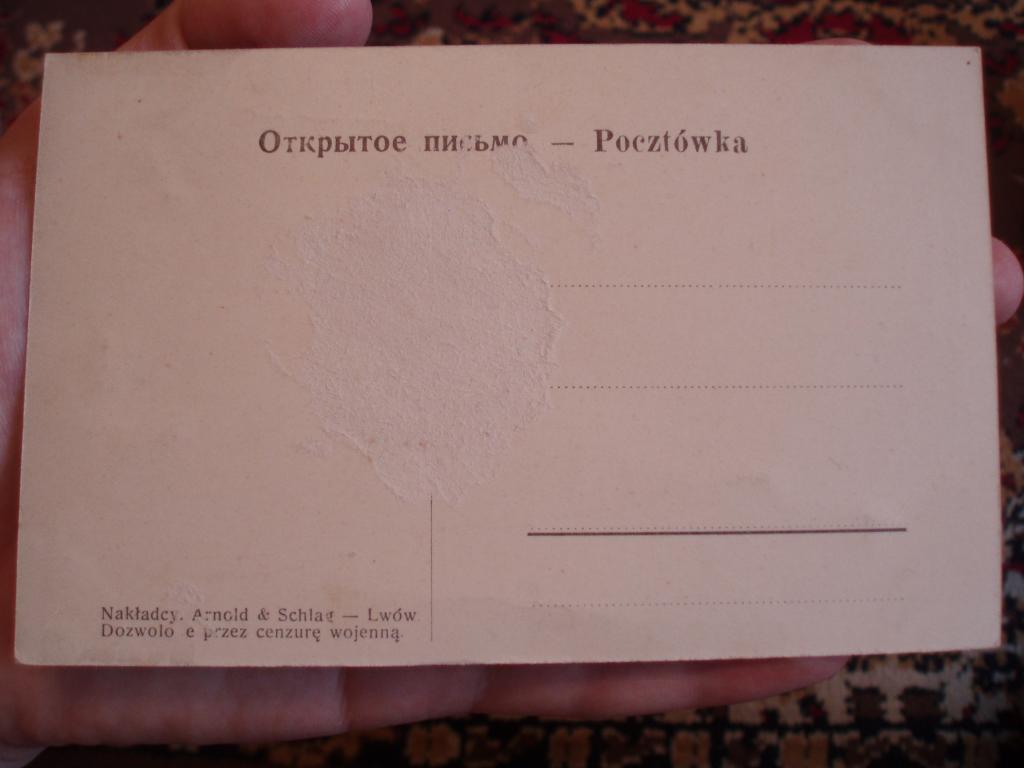 Открытое письмо — Pocztówka
Nakładcy. Arnold & Schlag — Lwów
Dozwolo e przez cenzurę wojenną.